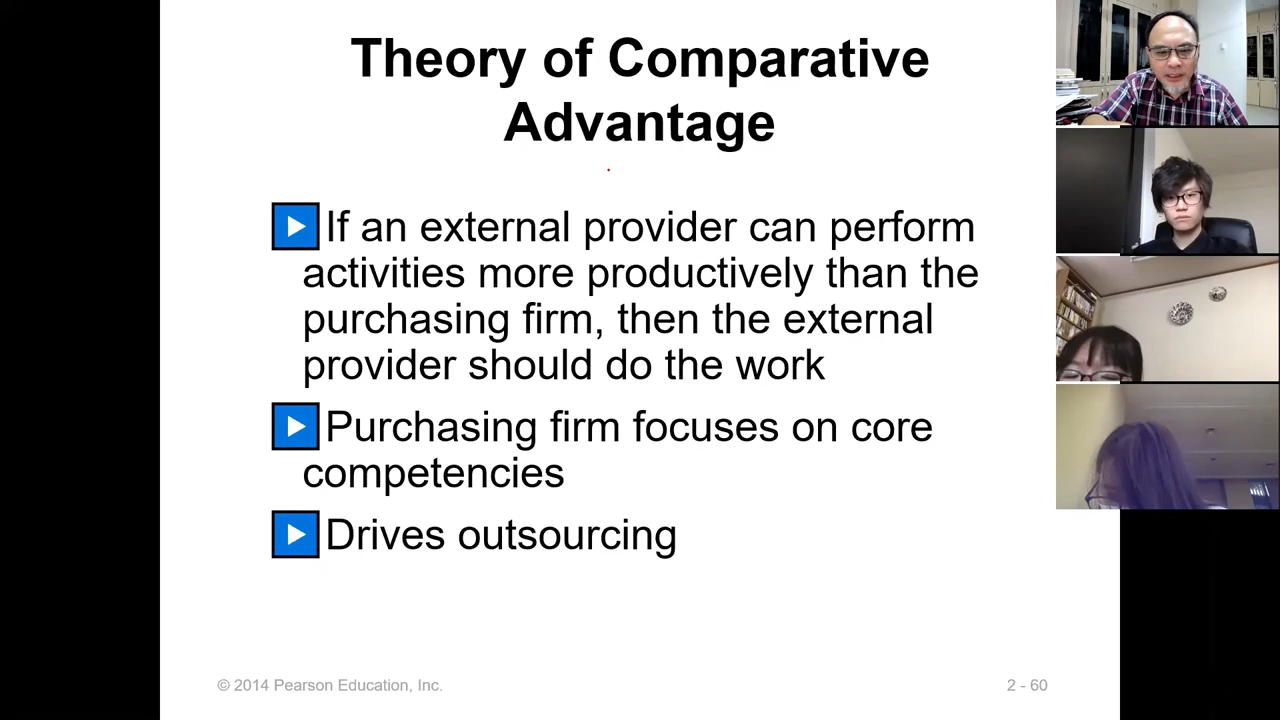 Theory of Comparative
Advantage
If an external provider can perform
activities more productively than the
purchasing firm, then the external
provider should do the work
Purchasing firm focuses on core
competencies
Drives outsourcing
© 2014 Pearson Education, Inc.
2 - 60